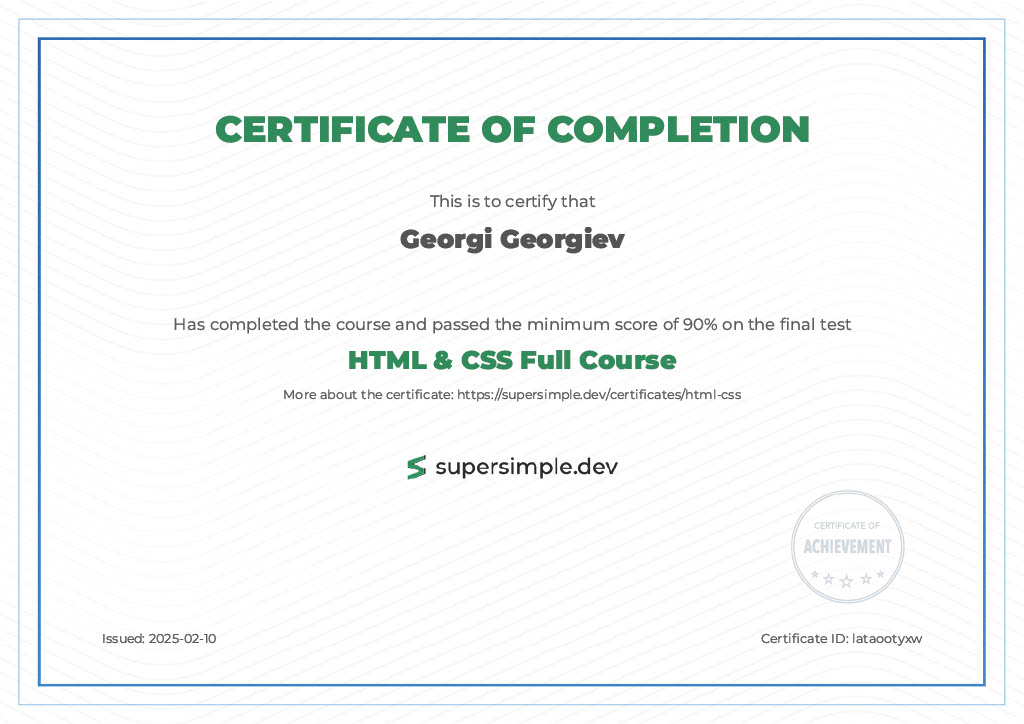 CERTIFICATE OF COMPLETION
This is to certify that
Georgi Georgiev
Has completed the course and passed the minimum score of 90% on the final test
HTML & CSS Full Course
More about the certificate: https://supersimple.dev/certificates/html-css
supersimple.dev
CERTIFICATE OF
ACHIEVEMENT
Issued: 2025-02-10
Certificate ID: lataootyxw